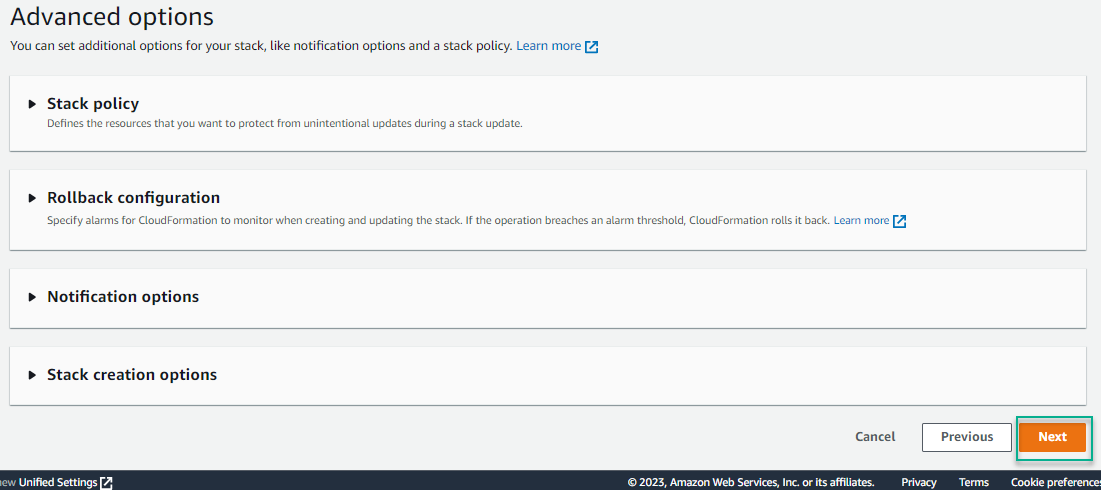 Advanced options
You can set additional options for your stack, like notification options and a stack policy. Learn more
Stack policy
Defines the resources that you want to protect from unintentional updates during a stack update.
Rollback configuration
Specify alarms for CloudFormation to monitor when creating and updating the stack. If the operation breaches an alarm threshold, CloudFormation rolls it back. Learn more
Notification options
Stack creation options
Cancel Previous Next
new Unified Settings © 2023, Amazon Web Services, Inc. or its affiliates. Privacy Terms Cookie preferences